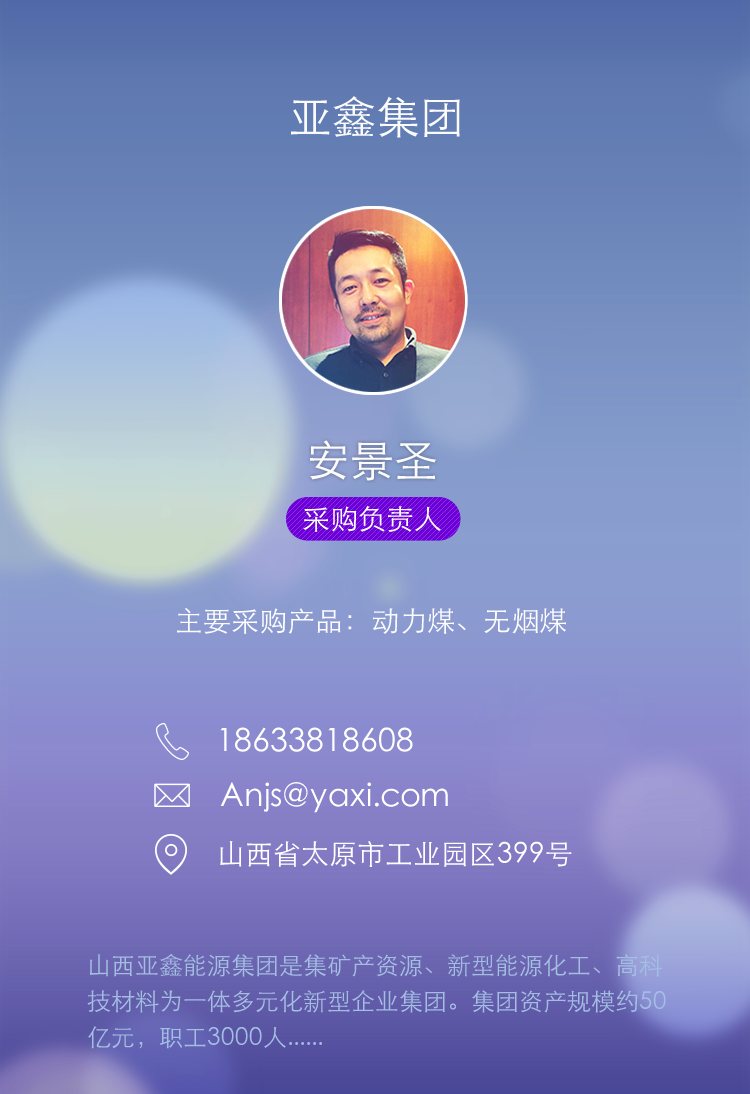 亚鑫集团
安景圣
采购负责人
主要采购产品：动力煤、无烟煤
18633818608
Anjs@yaxi.com
山西省太原市工业园区399号
山西亚鑫能源集团是集矿产资源、新型能源化工、高科
技材料为一体多元化新型企业集团。集团资产规模约50
亿元，职工3000人......